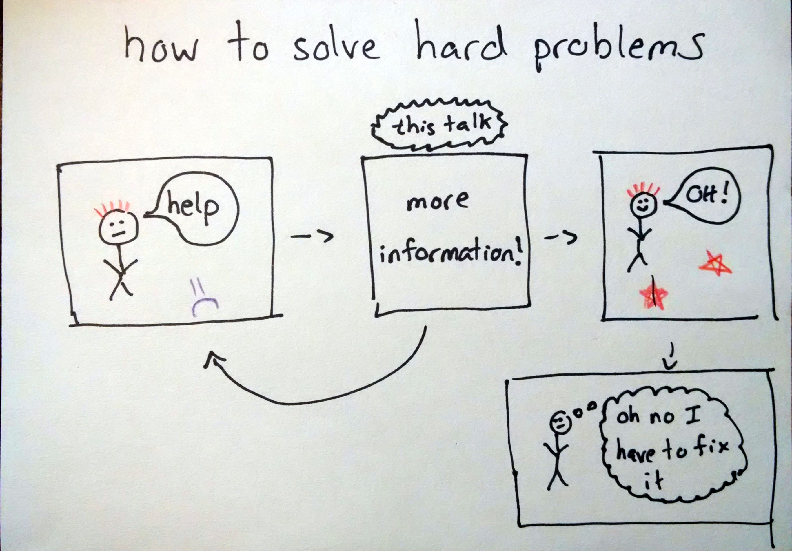 how to solve hard problems
this talk
help
more
information!
OH!
oh no I
have to fix
it